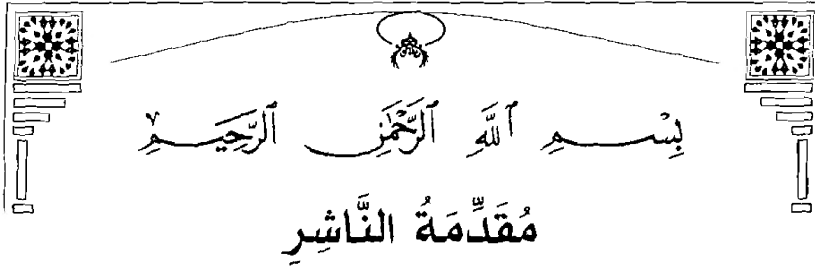 بِسْمِ ٱللَّهِ ٱلرَّحْمَٰنِ ٱلرَّحِيمِ
مُقَدِّمَةُ النَّاشِرِ